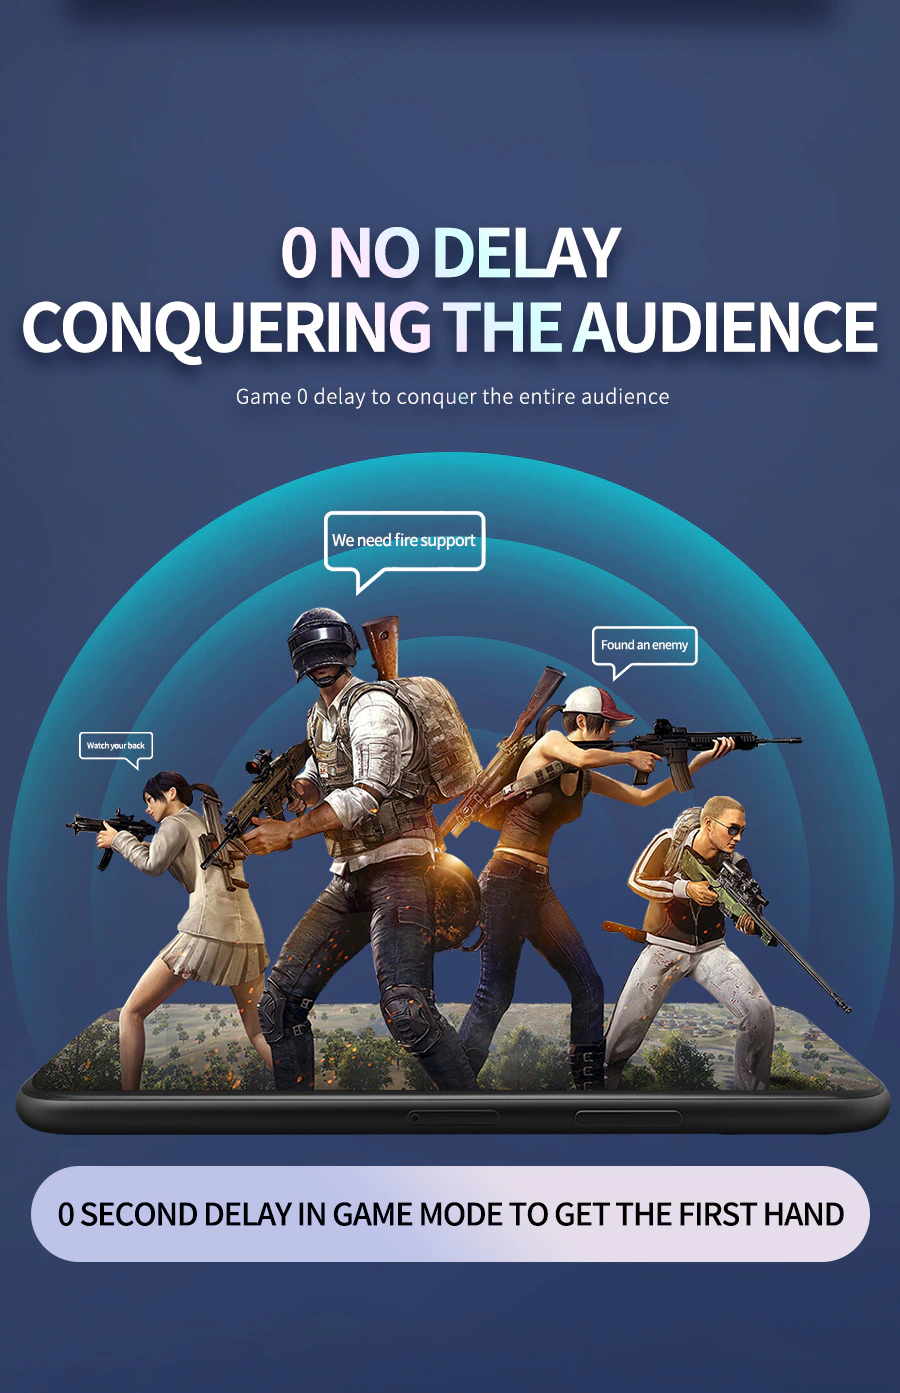 0 NO DELAY
CONQUERING THE AUDIENCE
Game 0 delay to conquer the entire audience
We need fire support
Found an enemy
Watch your back
0 SECOND DELAY IN GAME MODE TO GET THE FIRST HAND